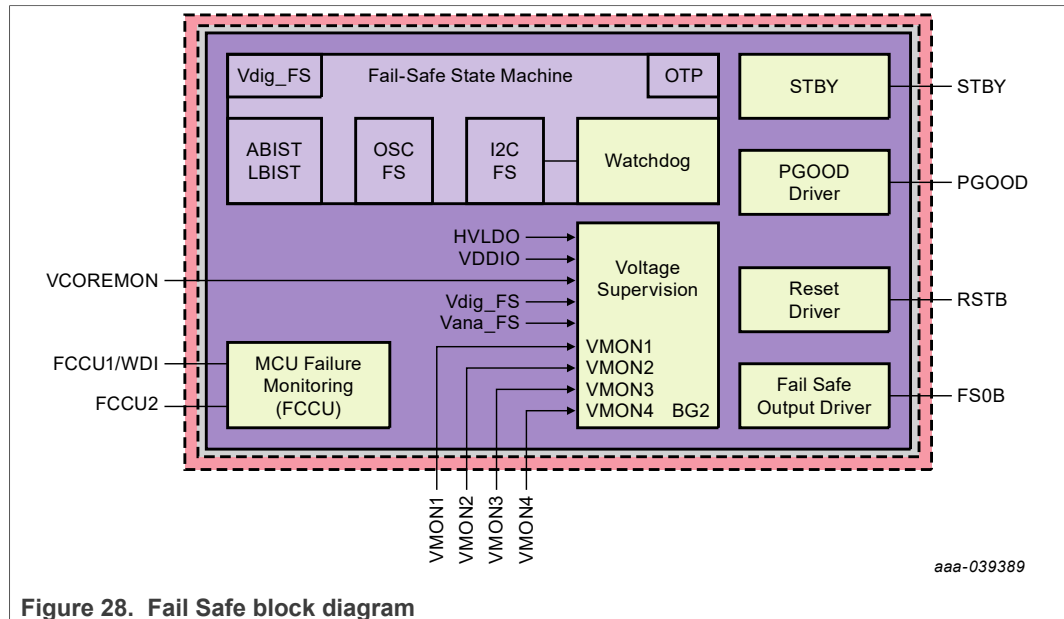 Vdig_FS
Fail-Safe State Machine
OTP
STBY
STBY
ABIST
LBIST
OSC
FS
I2C
FS
Watchdog
PGOOD
Driver
PGOOD
HVLDO
VDDIO
VCOREMON
Voltage
Supervision
Vdig_FS
Vana_FS
Reset
Driver
RSTB
FCCU1/WDI
FCCU2
MCU Failure
Monitoring
(FCCU)
VMON1
VMON2
VMON3
VMON4 BG2
Fail Safe
Output Driver
FS0B
VMON1
VMON2
VMON3
VMON4
aaa-039389
Figure 28. Fail Safe block diagram